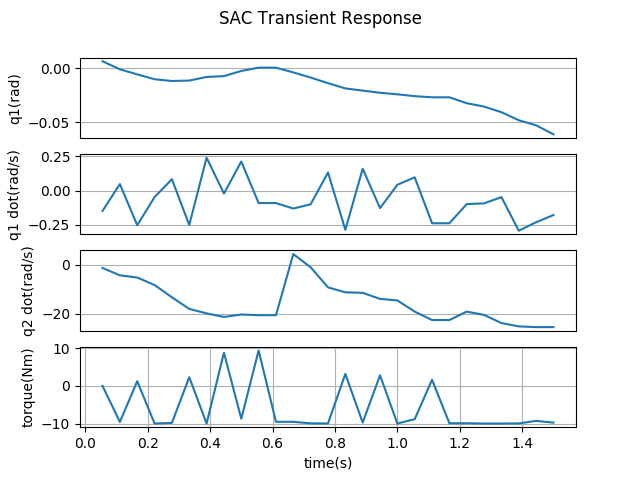 SAC Transient Response
q1(rad)
0.00
−0.05
q1 dot(rad/s)
0.25
0.00
−0.25
q2 dot(rad/s)
0
−20
torque(Nm)
10
0
−10
0.0 0.2 0.4 0.6 0.8 1.0 1.2 1.4
time(s)